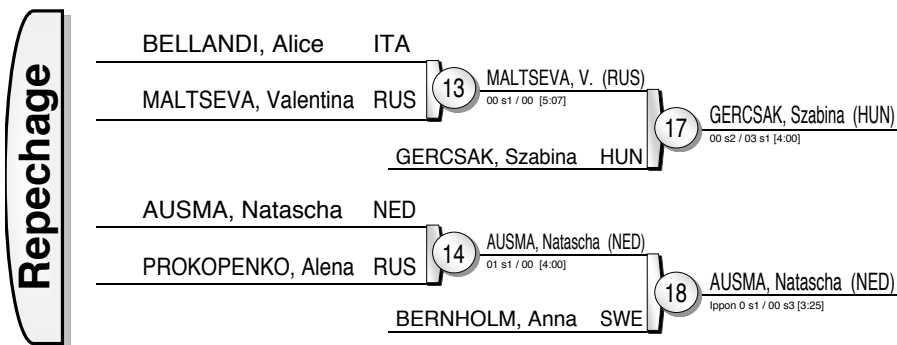 Repechage
BELLANDI, Alice ITA
MALTSEVA, Valentina RUS
13
MALTSEVA, V. (RUS)
00 s1 / 00 [5:07]
GERCSAK, Szabina HUN
17
GERCSAK, Szabina (HUN)
00 s2 / 03 s1 [4:00]
AUSMA, Natascha NED
PROKOPENKO, Alena RUS
14
AUSMA, Natascha (NED)
01 s1 / 00 [4:00]
BERNHOLM, Anna SWE
18
AUSMA, Natascha (NED)
Ippon 0 s1 / 00 s3 [3:25]